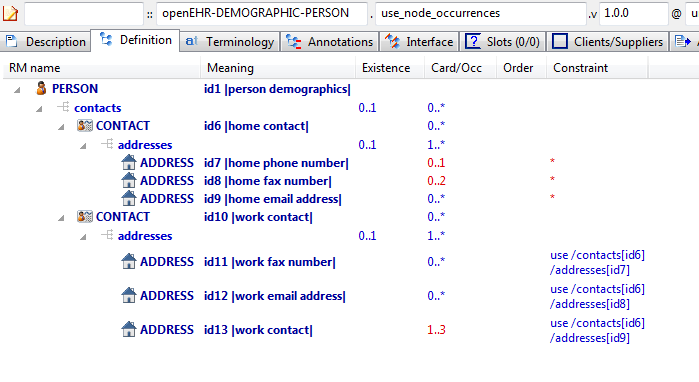 :: openEHR-DEMOGRAPHIC-PERSON . use_node_occurrences .v 1.0.0 @ u
Description Definition Terminology Annotations Interface Slots (0/0) Clients/Suppliers
RM name Meaning Existence Card/Occ Order Constraint
PERSON id1 |person demographics|
contacts 0..1 0..*
CONTACT id6 |home contact| 0..*
addresses 0..1 1..*
ADDRESS id7 |home phone number| 0..1 *
ADDRESS id8 |home fax number| 0..2 *
ADDRESS id9 |home email address| 0..* *
CONTACT id10 |work contact| 0..*
addresses 0..1 1..*
ADDRESS id11 |work fax number| 0..* use /contacts[id6]
/addresses[id7]
ADDRESS id12 |work email address| 0..* use /contacts[id6]
/addresses[id8]
ADDRESS id13 |work contact| 1..3 use /contacts[id6]
/addresses[id9]